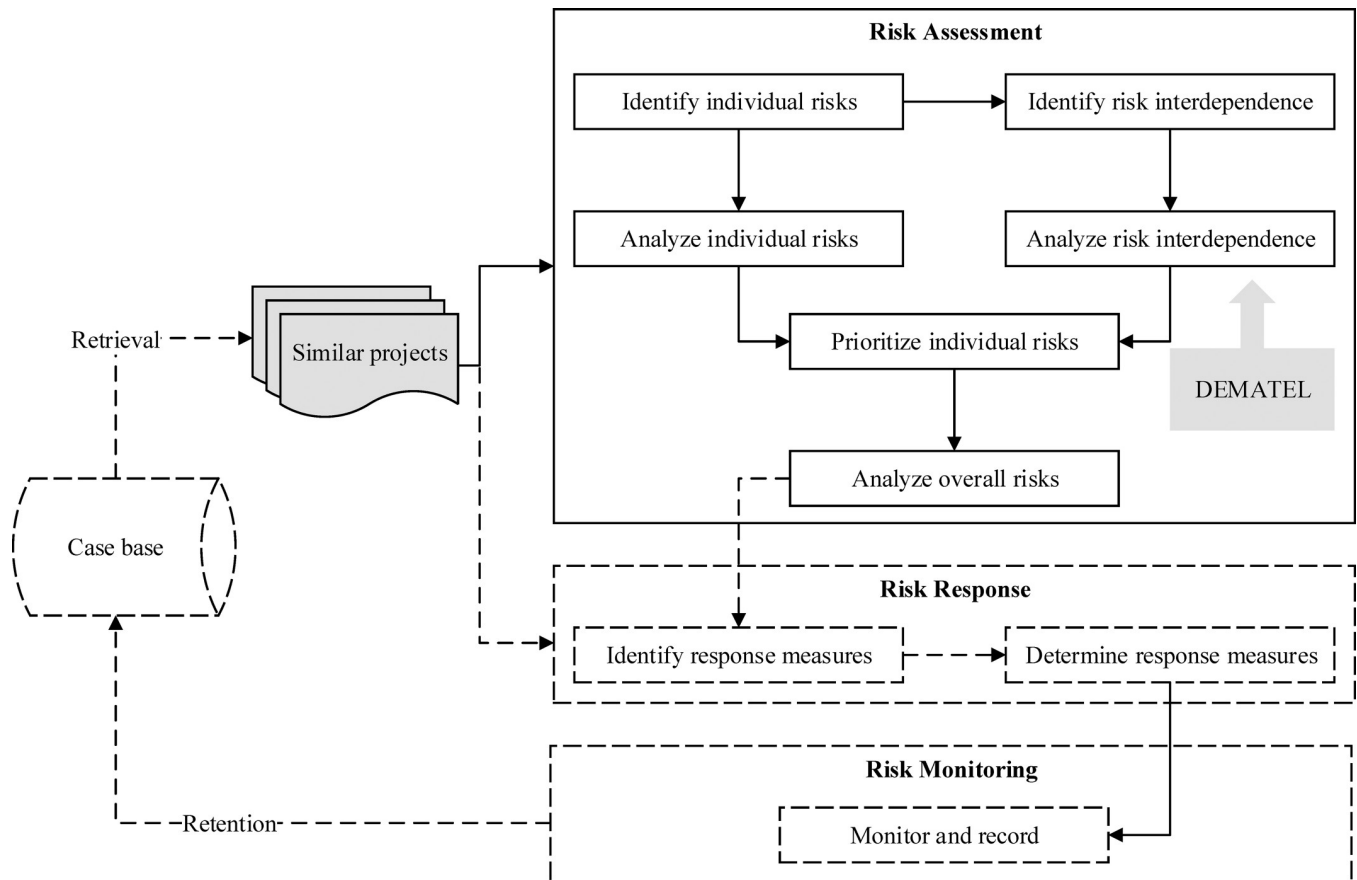 Risk Assessment
Identify individual risks
Identify risk interdependence
Analyze individual risks
Analyze risk interdependence
Retrieval
Similar projects
Prioritize individual risks
DEMATEL
Analyze overall risks
Case base
Risk Response
Identify response measures
Determine response measures
Risk Monitoring
Retention
Monitor and record